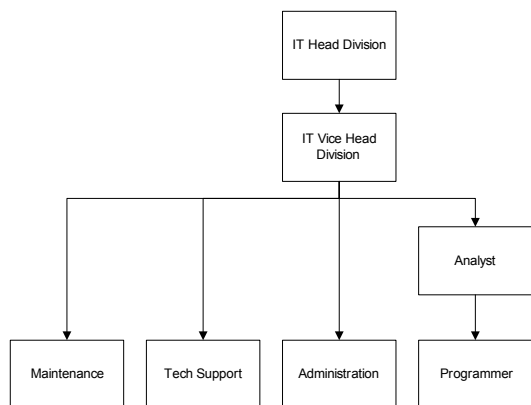 IT Head Division
IT Vice Head
Division
Analyst
Maintenance
Tech Support
Administration
Programmer